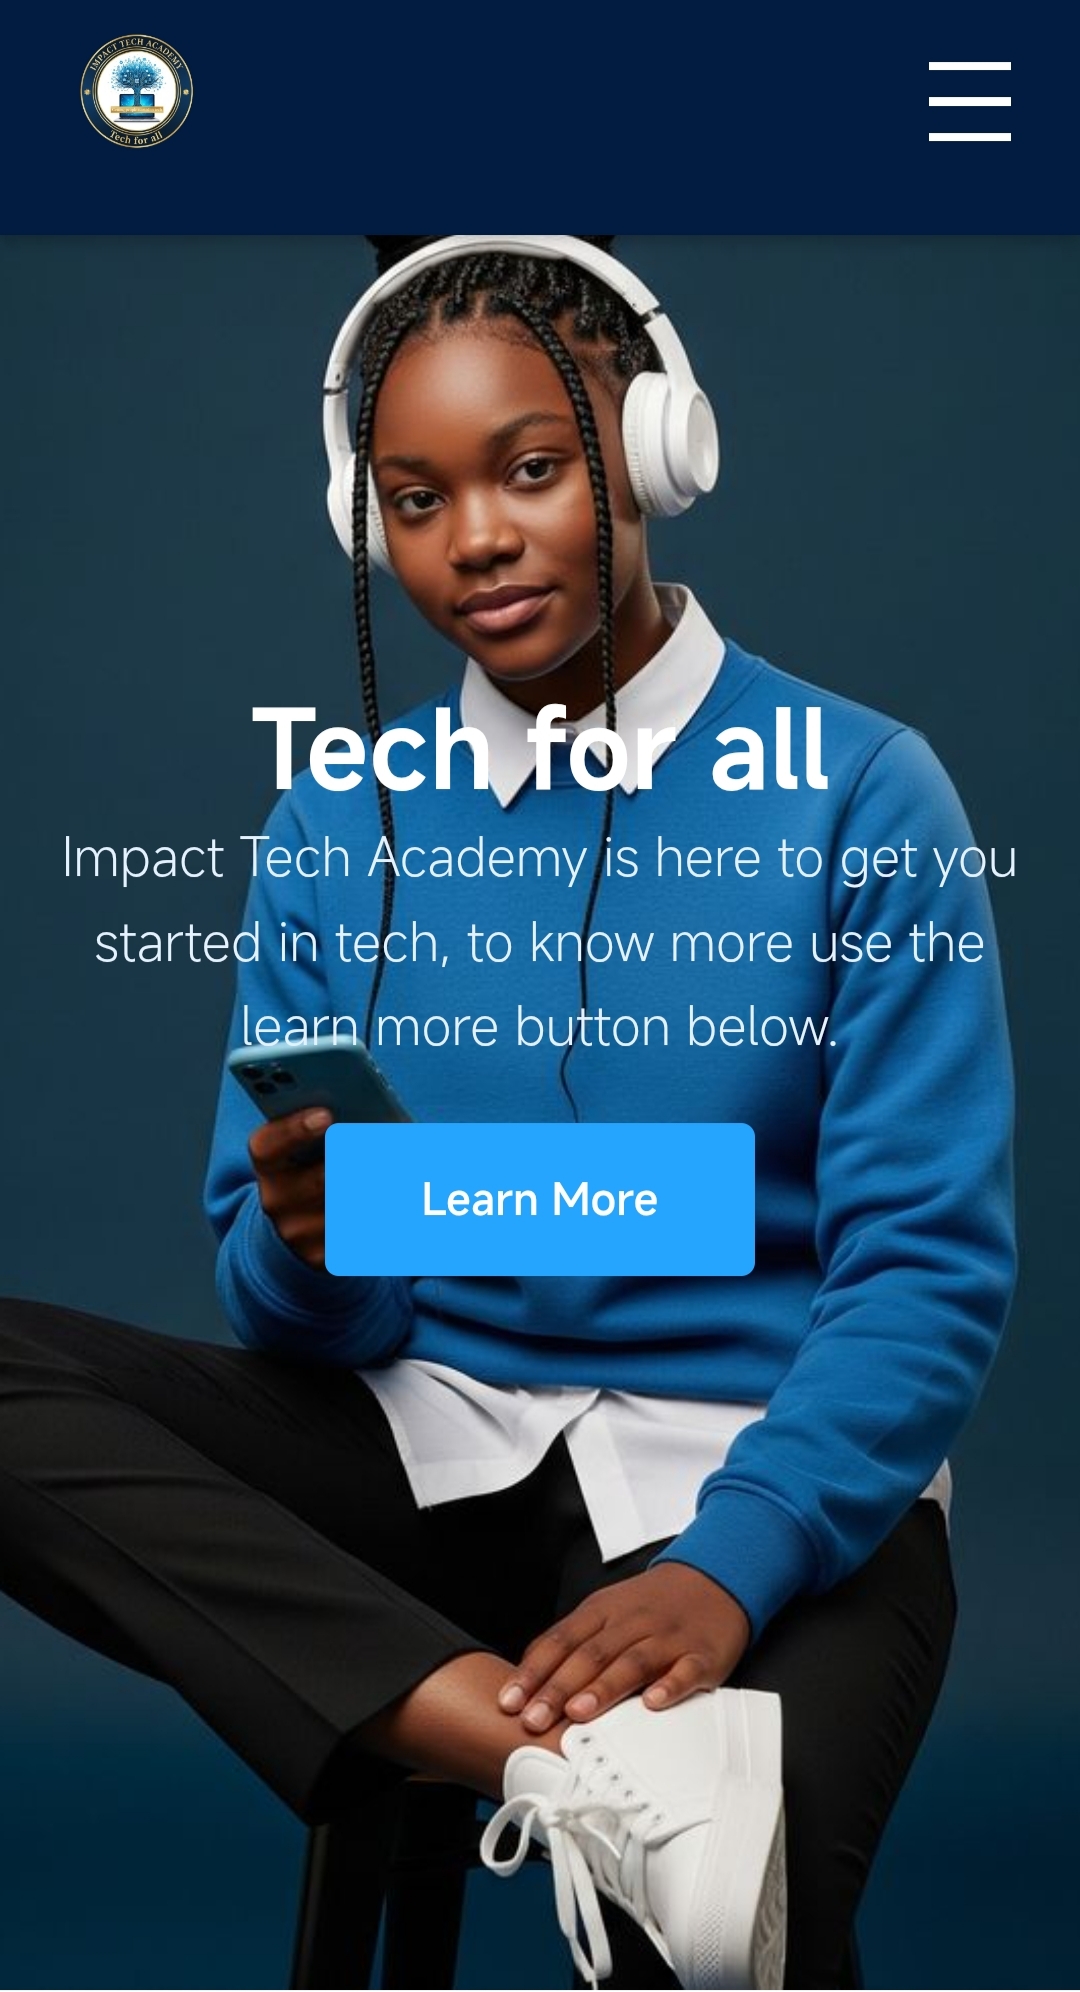 IMPACT TECH ACADEMY
Tech for all
Tech for all
Impact Tech Academy is here to get you
started in tech, to know more use the
learn more button below.
Learn More